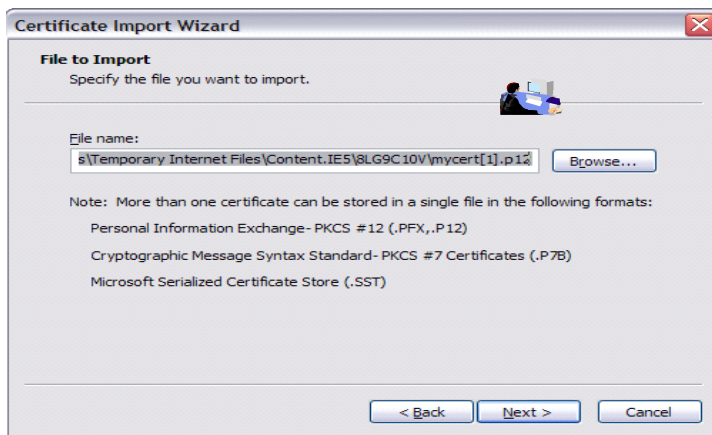 Certificate Import Wizard
File to Import
Specify the file you want to import.
File name:
s\Temporary Internet Files\Content.IE5\8LG9C10V\mycert[1].p12
Browse...
Note:  More than one certificate can be stored in a single file in the following formats:
Personal Information Exchange- PKCS #12 (.PFX,.P12)
Cryptographic Message Syntax Standard- PKCS #7 Certificates (.P7B)
Microsoft Serialized Certificate Store (.SST)
< Back Next > Cancel